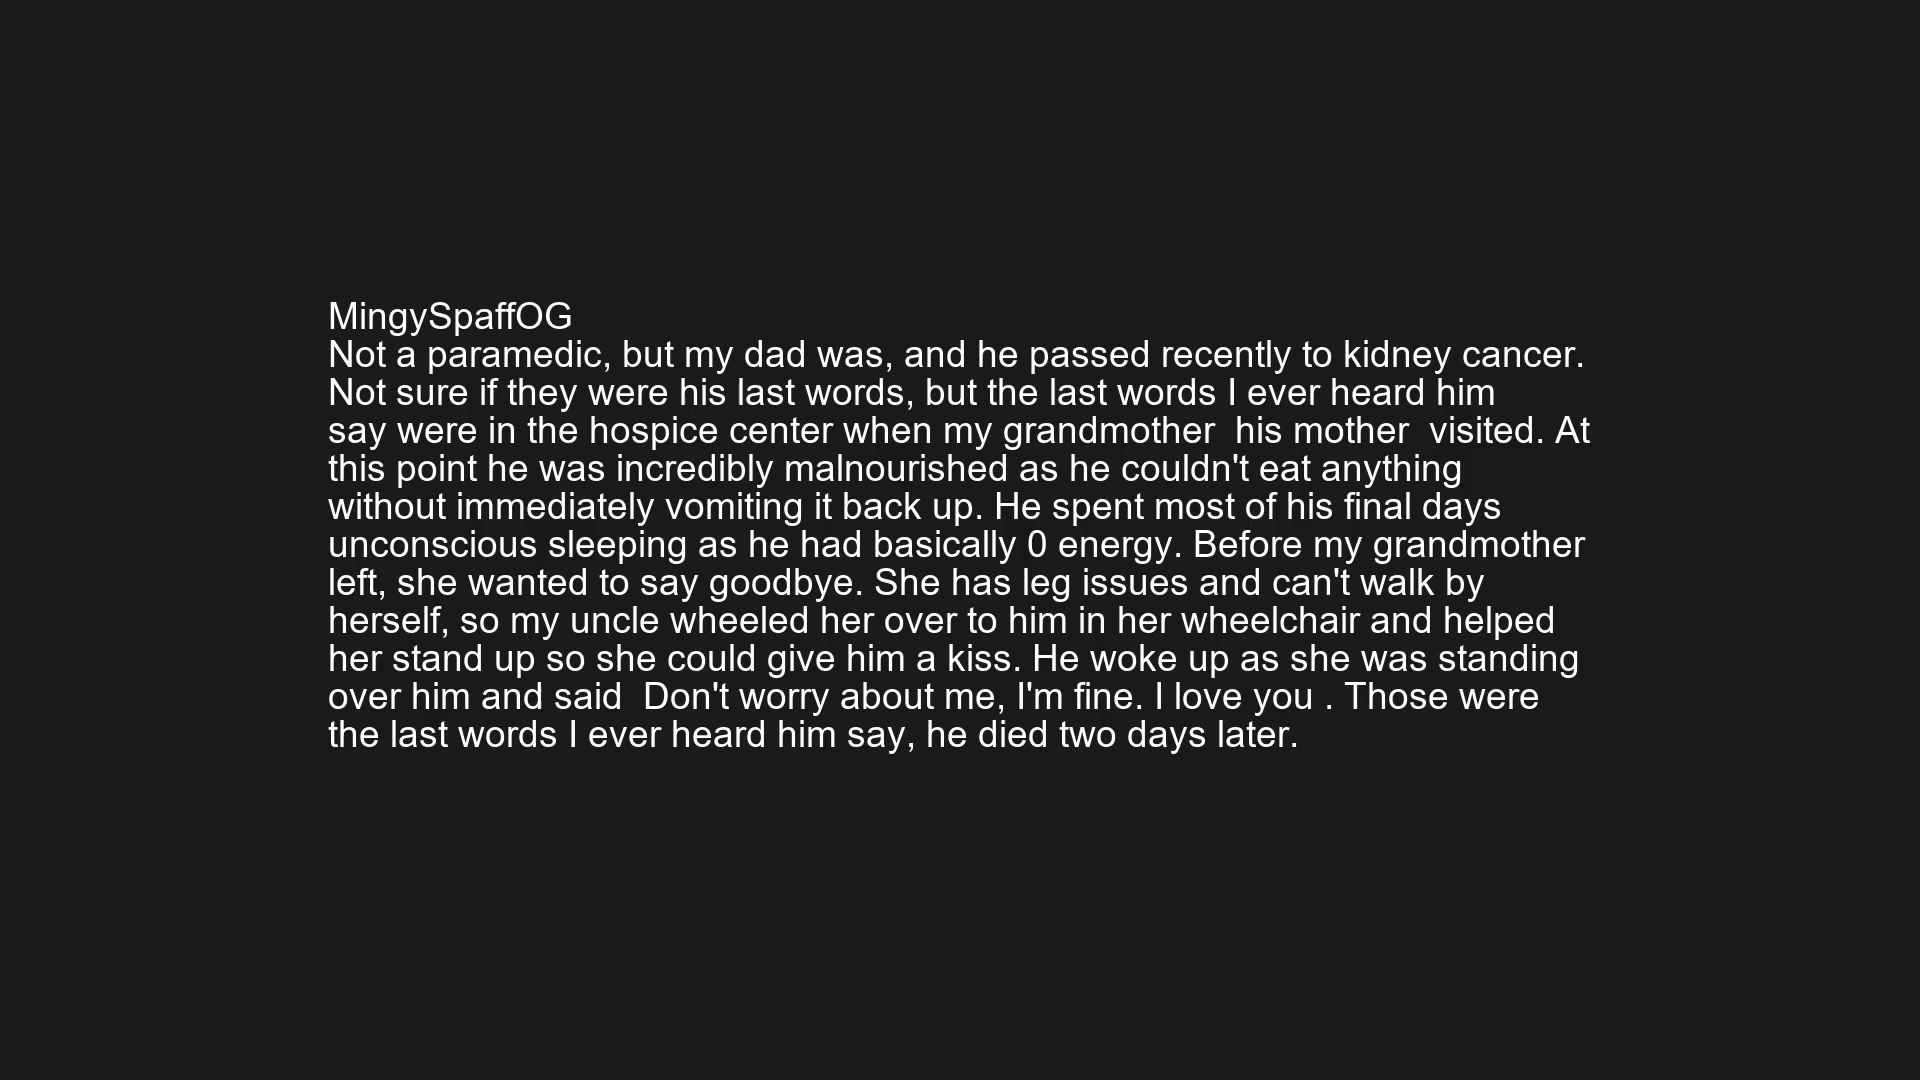 MingySpaffOG
Not a paramedic, but my dad was, and he passed recently to kidney cancer.
Not sure if they were his last words, but the last words I ever heard him
say were in the hospice center when my grandmother  his mother  visited. At
this point he was incredibly malnourished as he couldn't eat anything
without immediately vomiting it back up. He spent most of his final days
unconscious sleeping as he had basically 0 energy. Before my grandmother
left, she wanted to say goodbye. She has leg issues and can't walk by
herself, so my uncle wheeled her over to him in her wheelchair and helped
her stand up so she could give him a kiss. He woke up as she was standing
over him and said  Don't worry about me, I'm fine. I love you . Those were
the last words I ever heard him say, he died two days later.